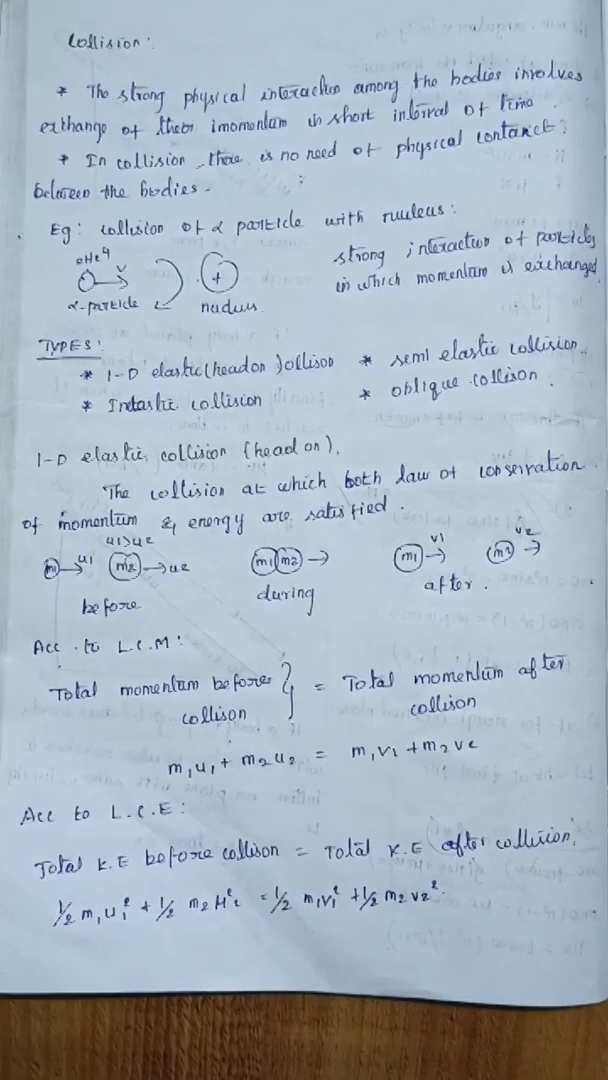 Collision:
* The strong physical interaction among the bodies involves
exchange of their imomentum in short interval of time.
* In collision there is no need of physical contanct
between the bodies.
Eg: collision of α particle with nuuleus:
2He4 V + strong interaction of particles
α-particle nucleus in which momentum is exchanged
TYPES:
* 1-D elastic (head on) ollison * semi elastic collision
* Inelastic collision * oblique collison.
1-D elastic collision (head on).
The collision at which both law of conservation
of momentum & energy are satisfied.
u1>u2
m1 → u1 m2 → u2 m1 m2 → m1 → v1 m2 → v2
before during after.
Acc. to L.C.M:
Total momentum before } = Total momentum after
collison collison
m1u1 + m2u2 = m1v1 + m2v2
Acc to L.C.E:
Total K.E before collison = Total K.E after collision.
½ m1u1² + ½ m2u2² = ½ m1v1² + ½ m2v2².